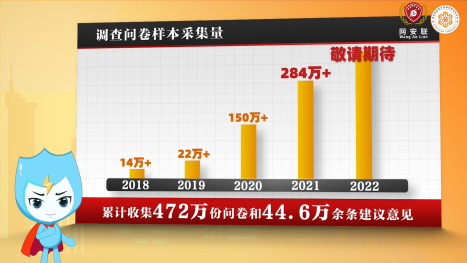 调查问卷样本采集量
网安联
Wang An Lian
敬请期待
284万+
150万+
22万+
14万+
2018 2019 2020 2021 2022
累计收集472万份问卷和44.6万余条建议意见